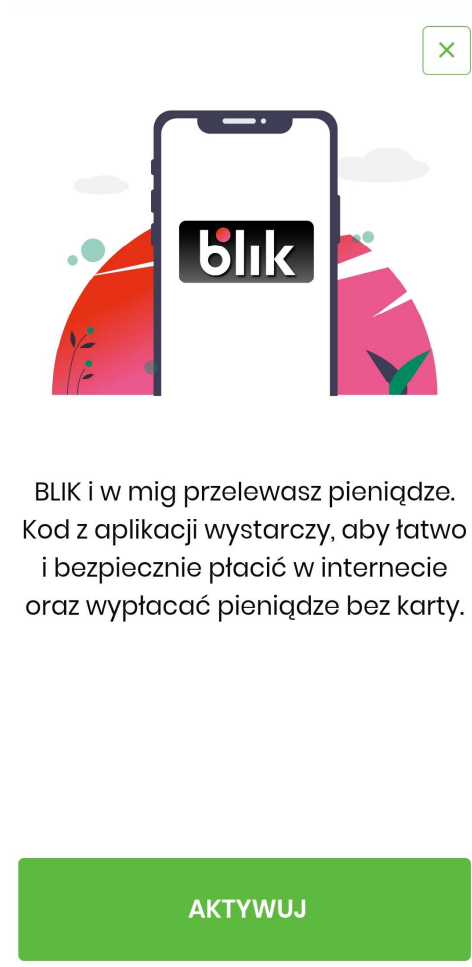 blik
BLIK i w mig przelewasz pieniądze.
Kod z aplikacji wystarczy, aby łatwo
i bezpiecznie płacić w internecie
oraz wypłacać pieniądze bez karty.
AKTYWUJ